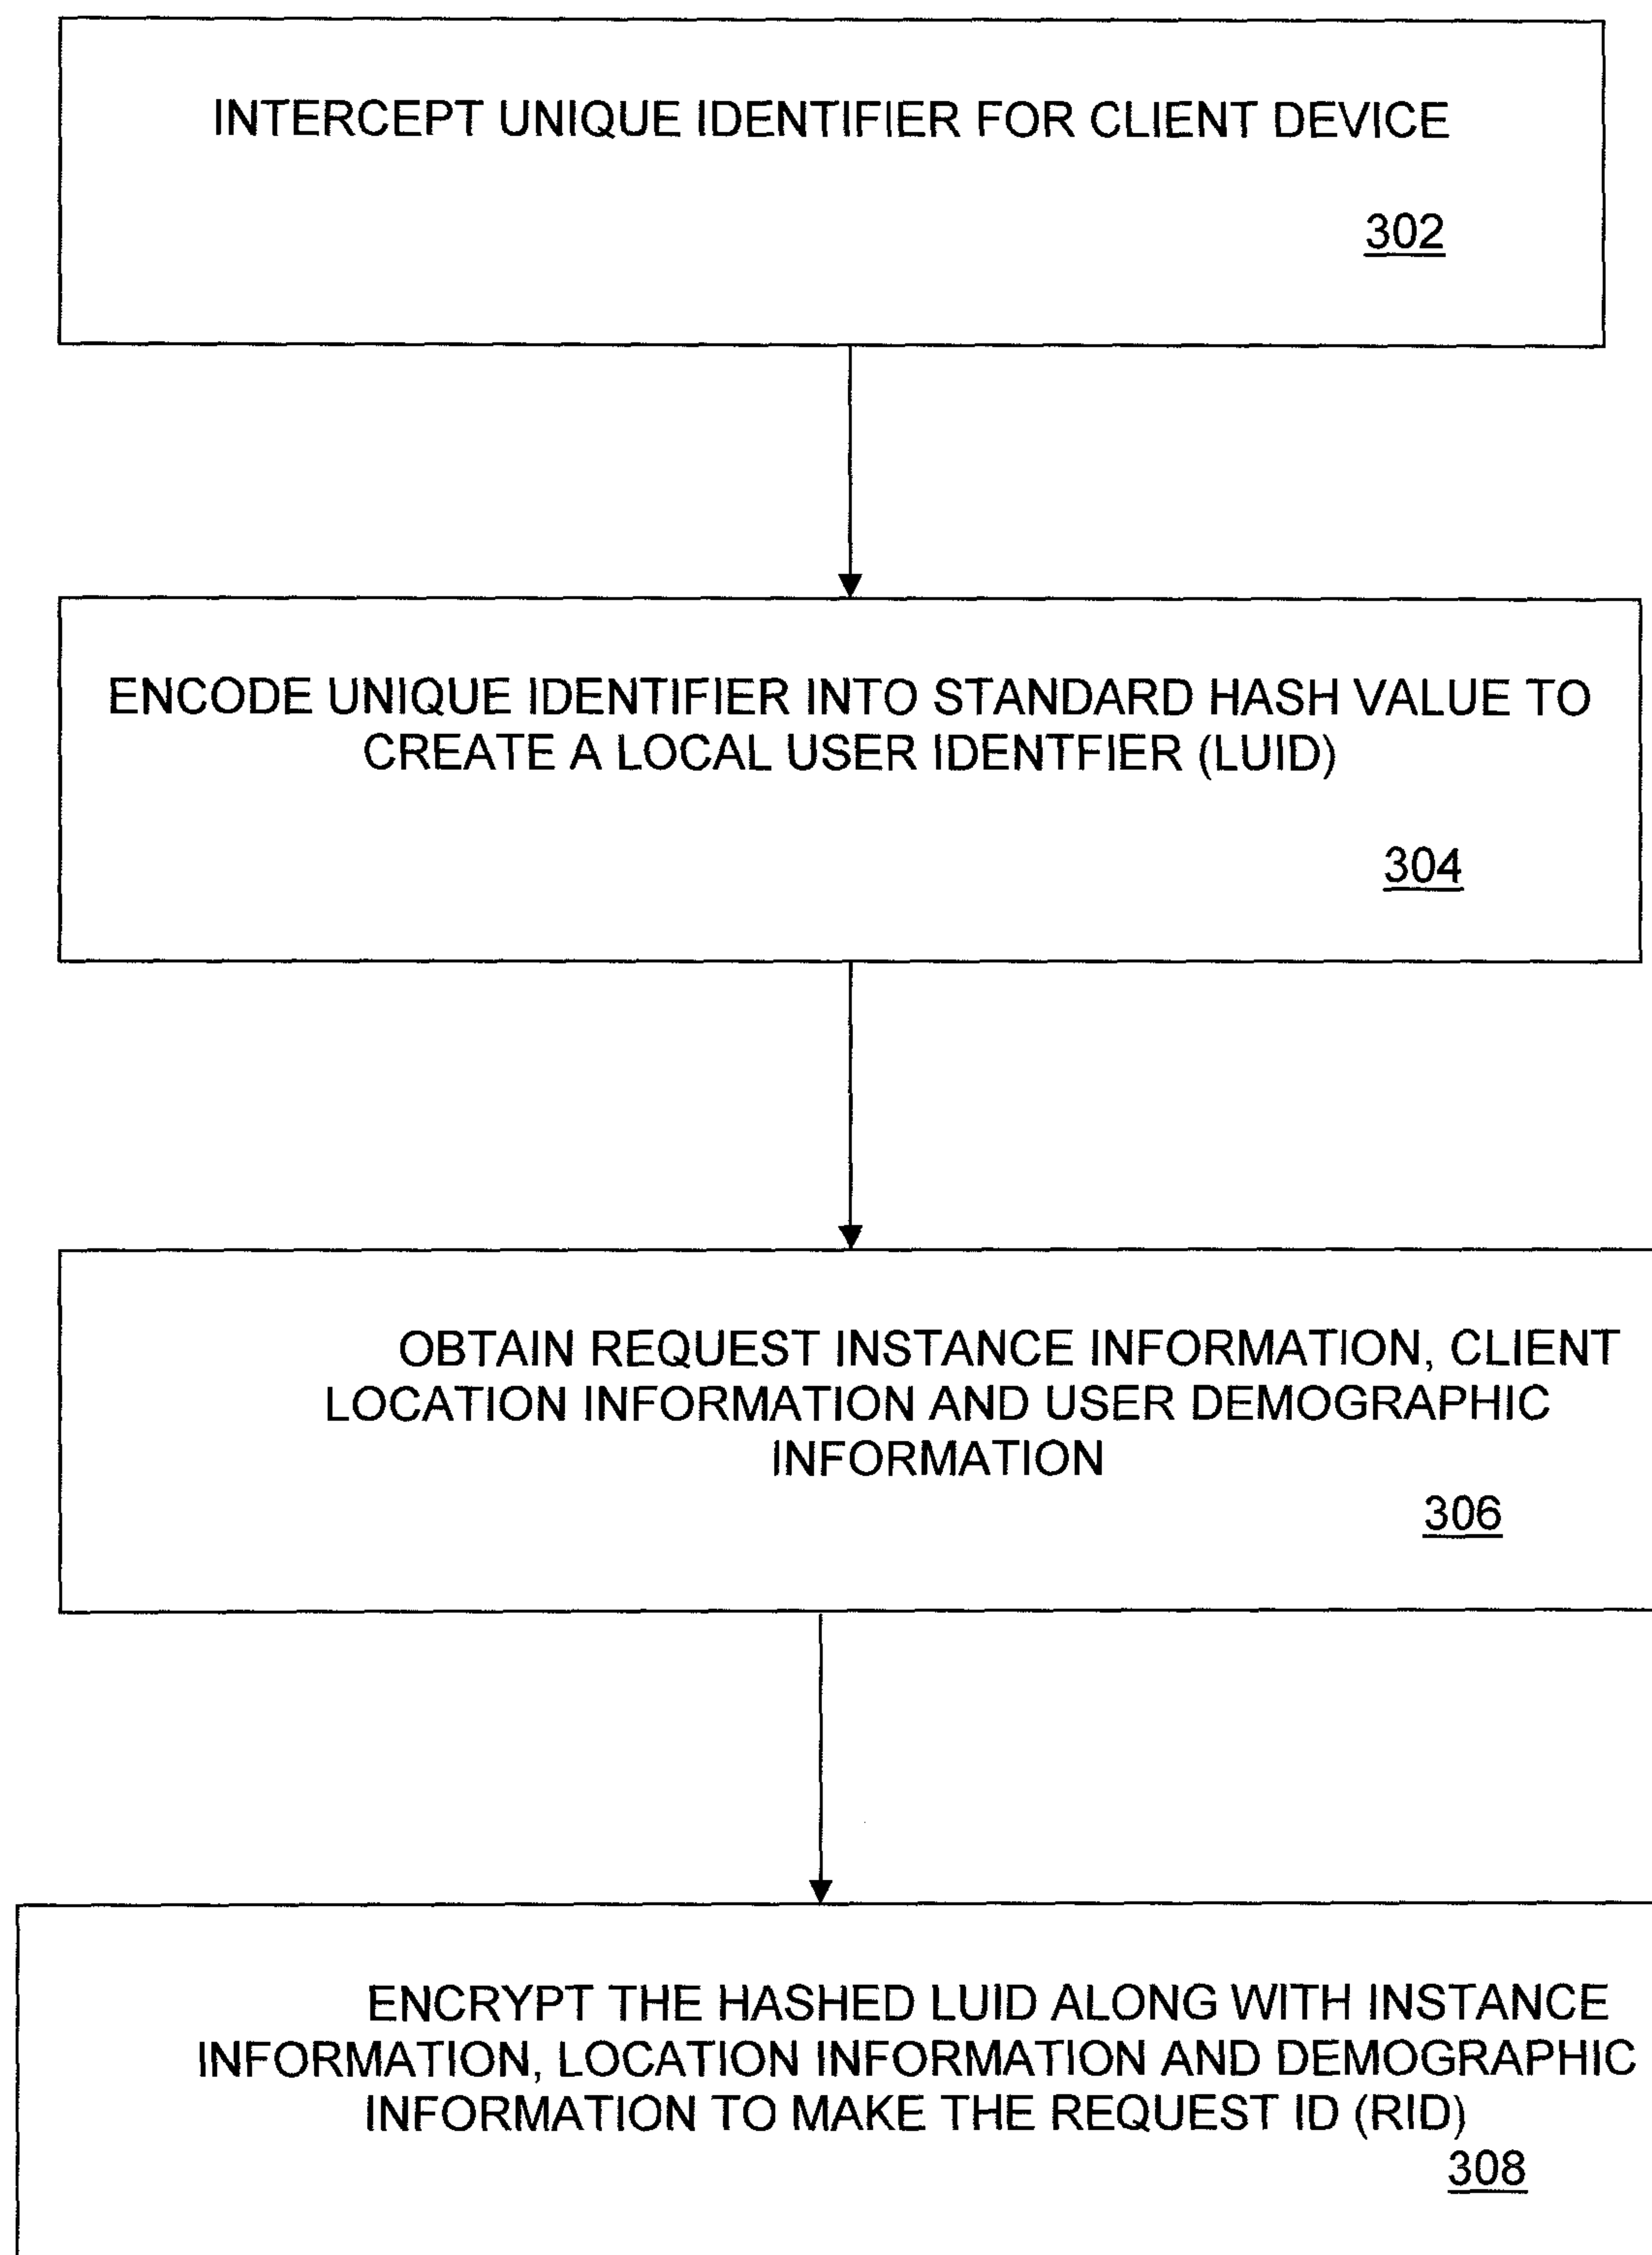 INTERCEPT UNIQUE IDENTIFIER FOR CLIENT DEVICE
302
ENCODE UNIQUE IDENTIFIER INTO STANDARD HASH VALUE TO
CREATE A LOCAL USER IDENTFIER (LUID)
304
OBTAIN REQUEST INSTANCE INFORMATION, CLIENT
LOCATION INFORMATION AND USER DEMOGRAPHIC
INFORMATION
306
ENCRYPT THE HASHED LUID ALONG WITH INSTANCE
INFORMATION, LOCATION INFORMATION AND DEMOGRAPHIC
INFORMATION TO MAKE THE REQUEST ID (RID)
308